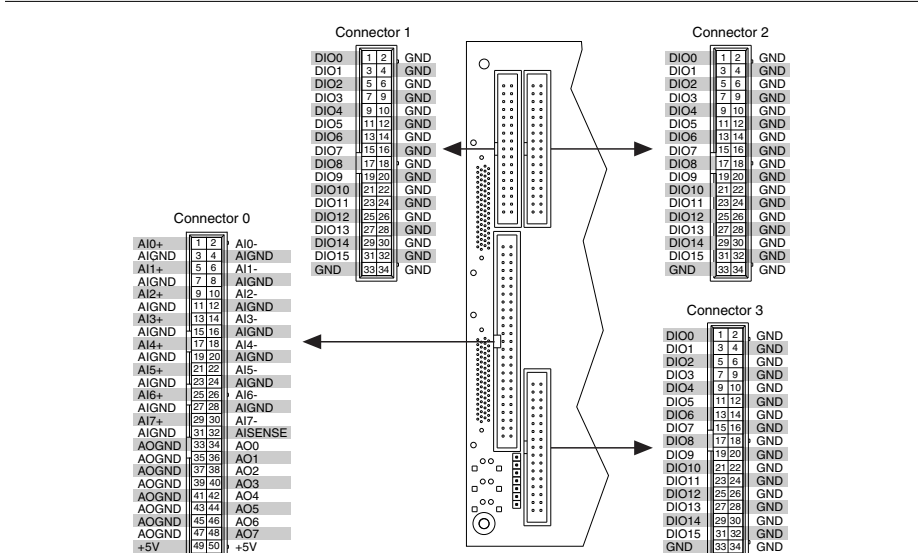 Connector 1
DIO0 1 2 GND
DIO1 3 4 GND
DIO2 5 6 GND
DIO3 7 9 GND
DIO4 9 10 GND
DIO5 11 12 GND
DIO6 13 14 GND
DIO7 15 16 GND
DIO8 17 18 GND
DIO9 19 20 GND
DIO10 21 22 GND
DIO11 23 24 GND
DIO12 25 26 GND
DIO13 27 28 GND
DIO14 29 30 GND
DIO15 31 32 GND
GND 33 34 GND
Connector 2
DIO0 1 2 GND
DIO1 3 4 GND
DIO2 5 6 GND
DIO3 7 9 GND
DIO4 9 10 GND
DIO5 11 12 GND
DIO6 13 14 GND
DIO7 15 16 GND
DIO8 17 18 GND
DIO9 19 20 GND
DIO10 21 22 GND
DIO11 23 24 GND
DIO12 25 26 GND
DIO13 27 28 GND
DIO14 29 30 GND
DIO15 31 32 GND
GND 33 34 GND
Connector 0
AI0+ 1 2 AI0-
AIGND 3 4 AIGND
AI1+ 5 6 AI1-
AIGND 7 8 AIGND
AI2+ 9 10 AI2-
AIGND 11 12 AIGND
AI3+ 13 14 AI3-
AIGND 15 16 AIGND
AI4+ 17 18 AI4-
AIGND 19 20 AIGND
AI5+ 21 22 AI5-
AIGND 23 24 AIGND
AI6+ 25 26 AI6-
AIGND 27 28 AIGND
AI7+ 29 30 AI7-
AIGND 31 32 AISENSE
AOGND 33 34 AO0
AOGND 35 36 AO1
AOGND 37 38 AO2
AOGND 39 40 AO3
AOGND 41 42 AO4
AOGND 43 44 AO5
AOGND 45 46 AO6
AOGND 47 48 AO7
+5V 49 50 +5V
Connector 3
DIO0 1 2 GND
DIO1 3 4 GND
DIO2 5 6 GND
DIO3 7 9 GND
DIO4 9 10 GND
DIO5 11 12 GND
DIO6 13 14 GND
DIO7 15 16 GND
DIO8 17 18 GND
DIO9 19 20 GND
DIO10 21 22 GND
DIO11 23 24 GND
DIO12 25 26 GND
DIO13 27 28 GND
DIO14 29 30 GND
DIO15 31 32 GND
GND 33 34 GND